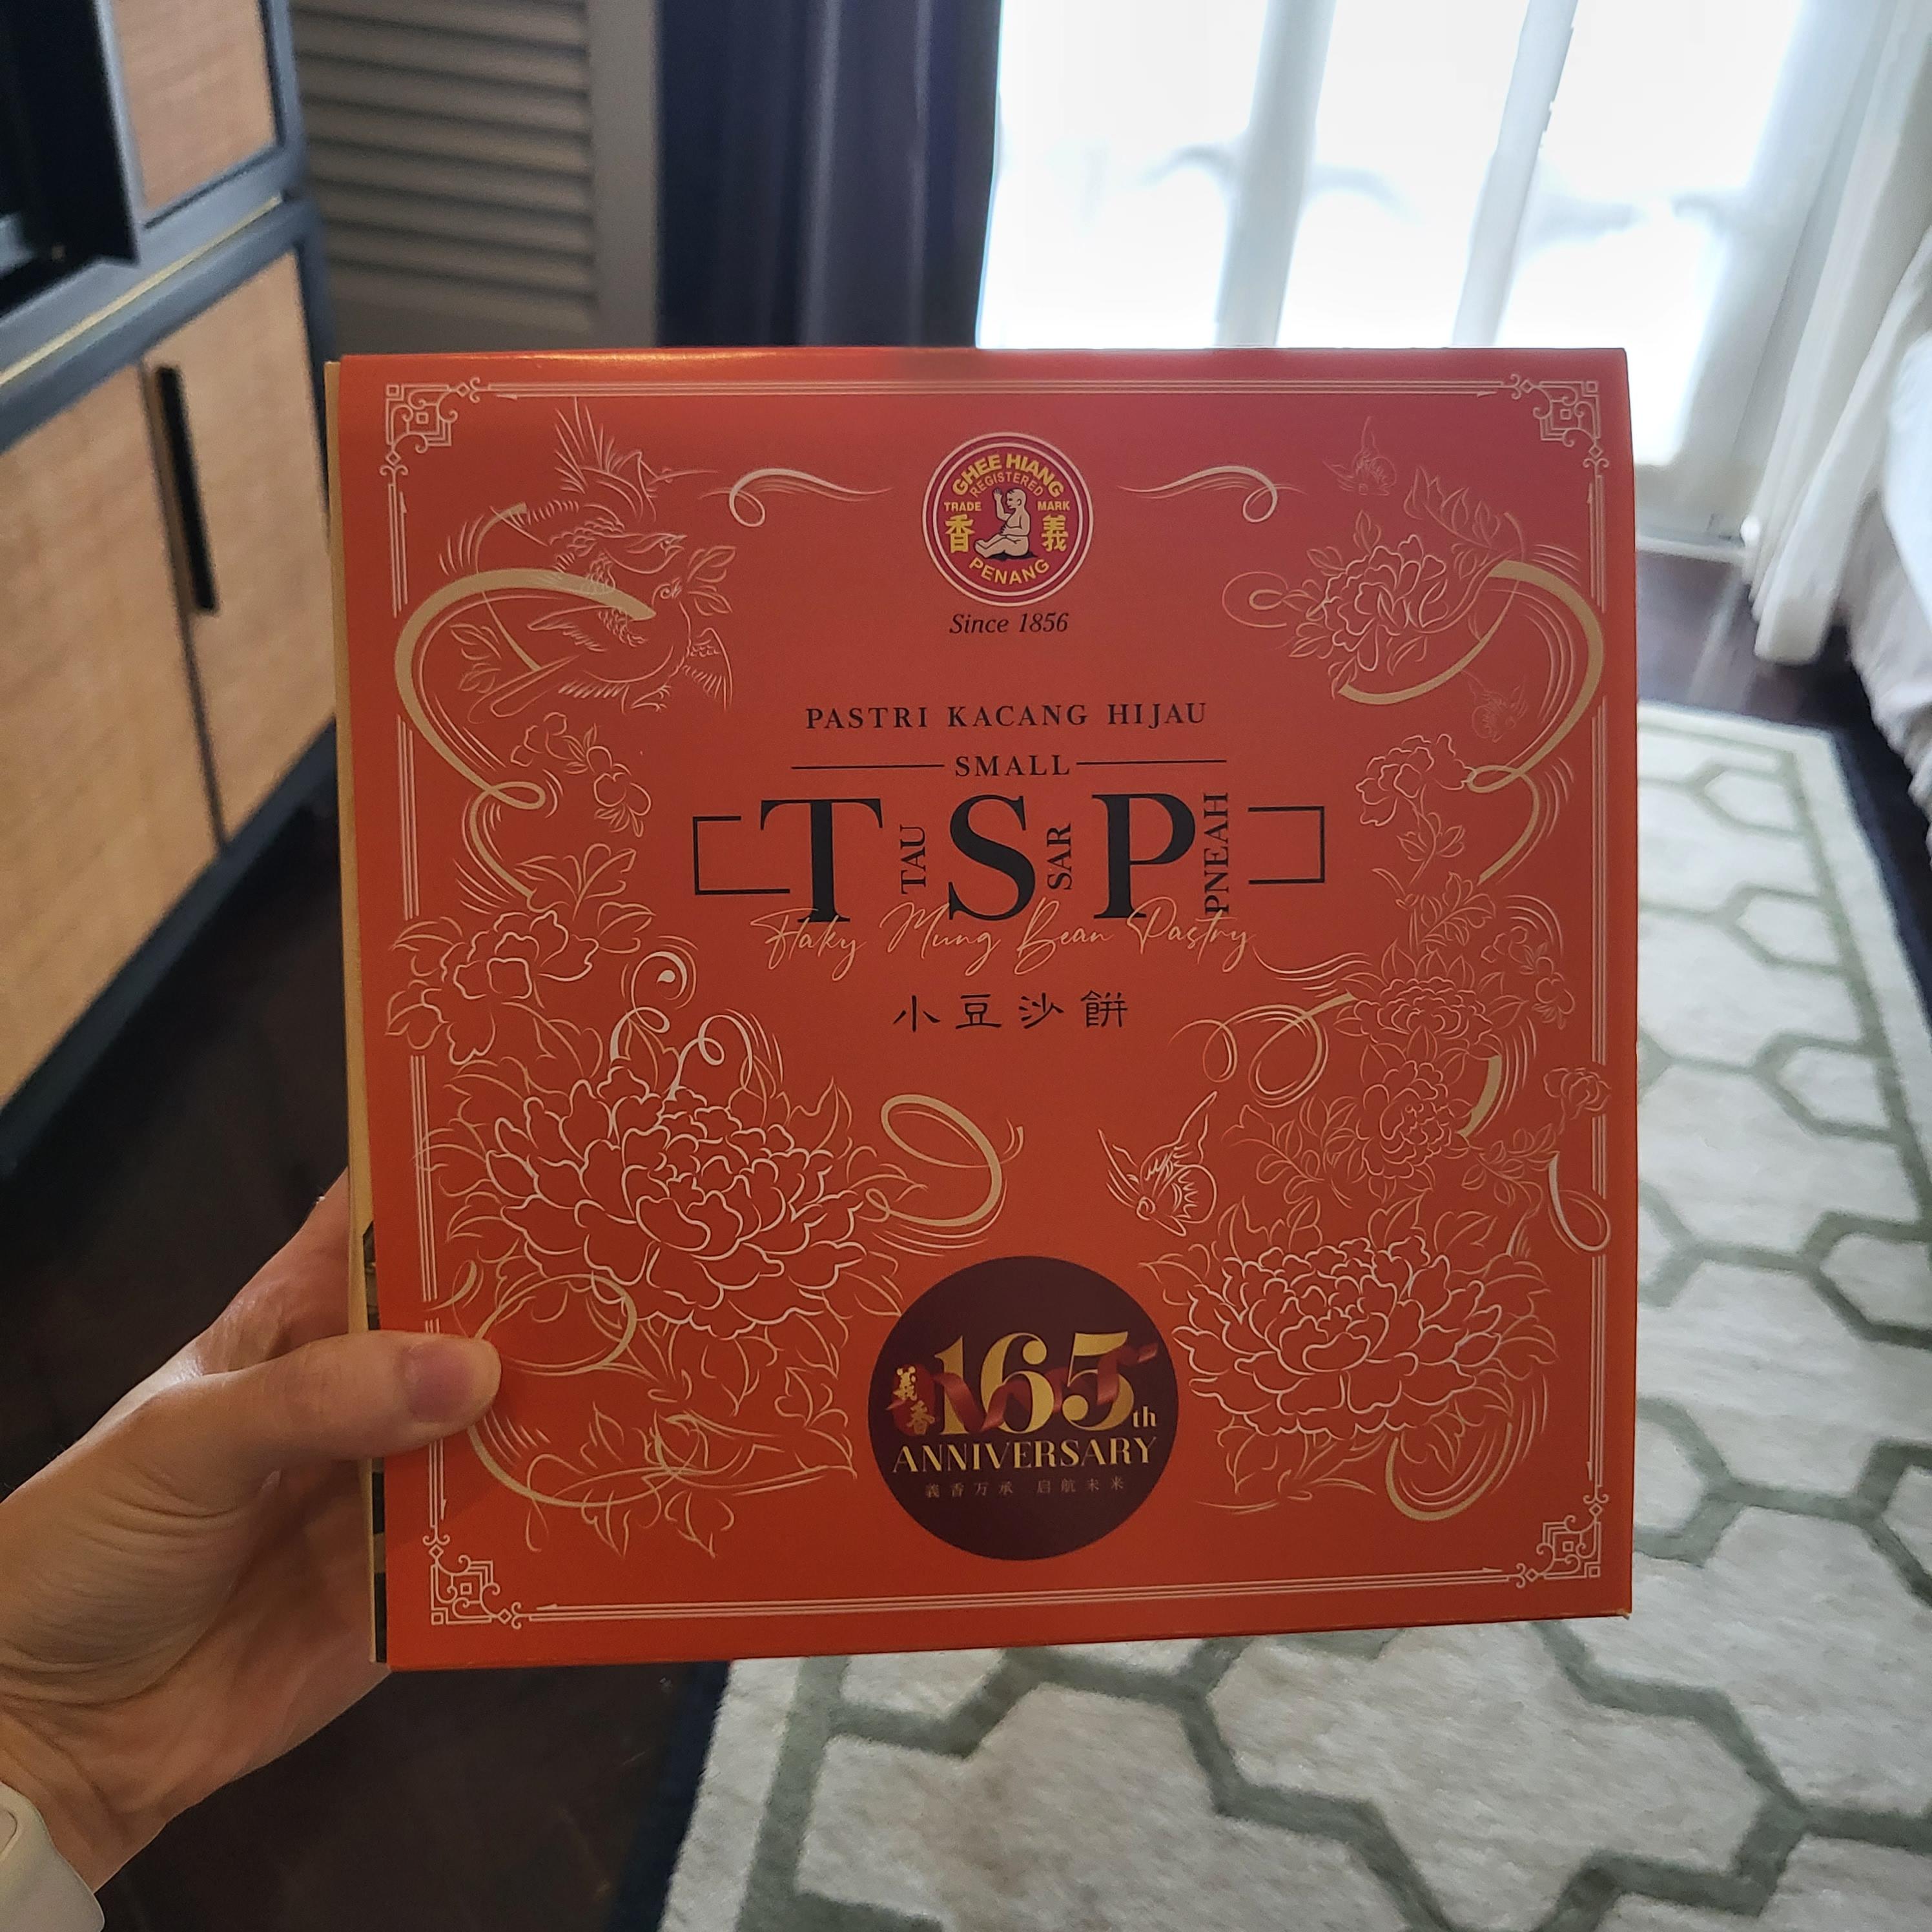 GHEE HIANG
REGISTERED
TRADE MARK
香 義
PENANG
Since 1856
PASTRI KACANG HIJAU
SMALL
T TAU S SAR P PNEAH
Flaky Mung Bean Pastry
小豆沙餅
義香
165th
ANNIVERSARY
義香万承 启航未来